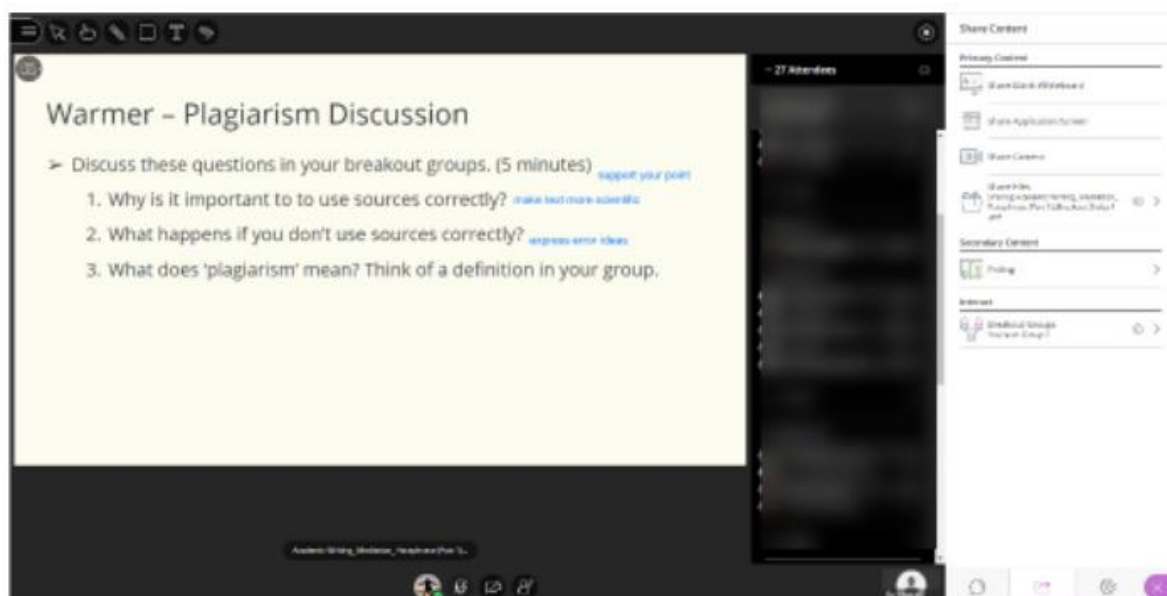 Warmer – Plagiarism Discussion
➢ Discuss these questions in your breakout groups. (5 minutes)
support your point
1. Why is it important to to use sources correctly?
make text more scientific
2. What happens if you don't use sources correctly?
express error ideas
3. What does 'plagiarism' mean? Think of a definition in your group.
27 Attendees
Share Content
Primary Content
Share Blank Whiteboard
Share Application/Screen
Share Camera
Share Files
Secondary Content
Polling
Interact
Breakout Groups